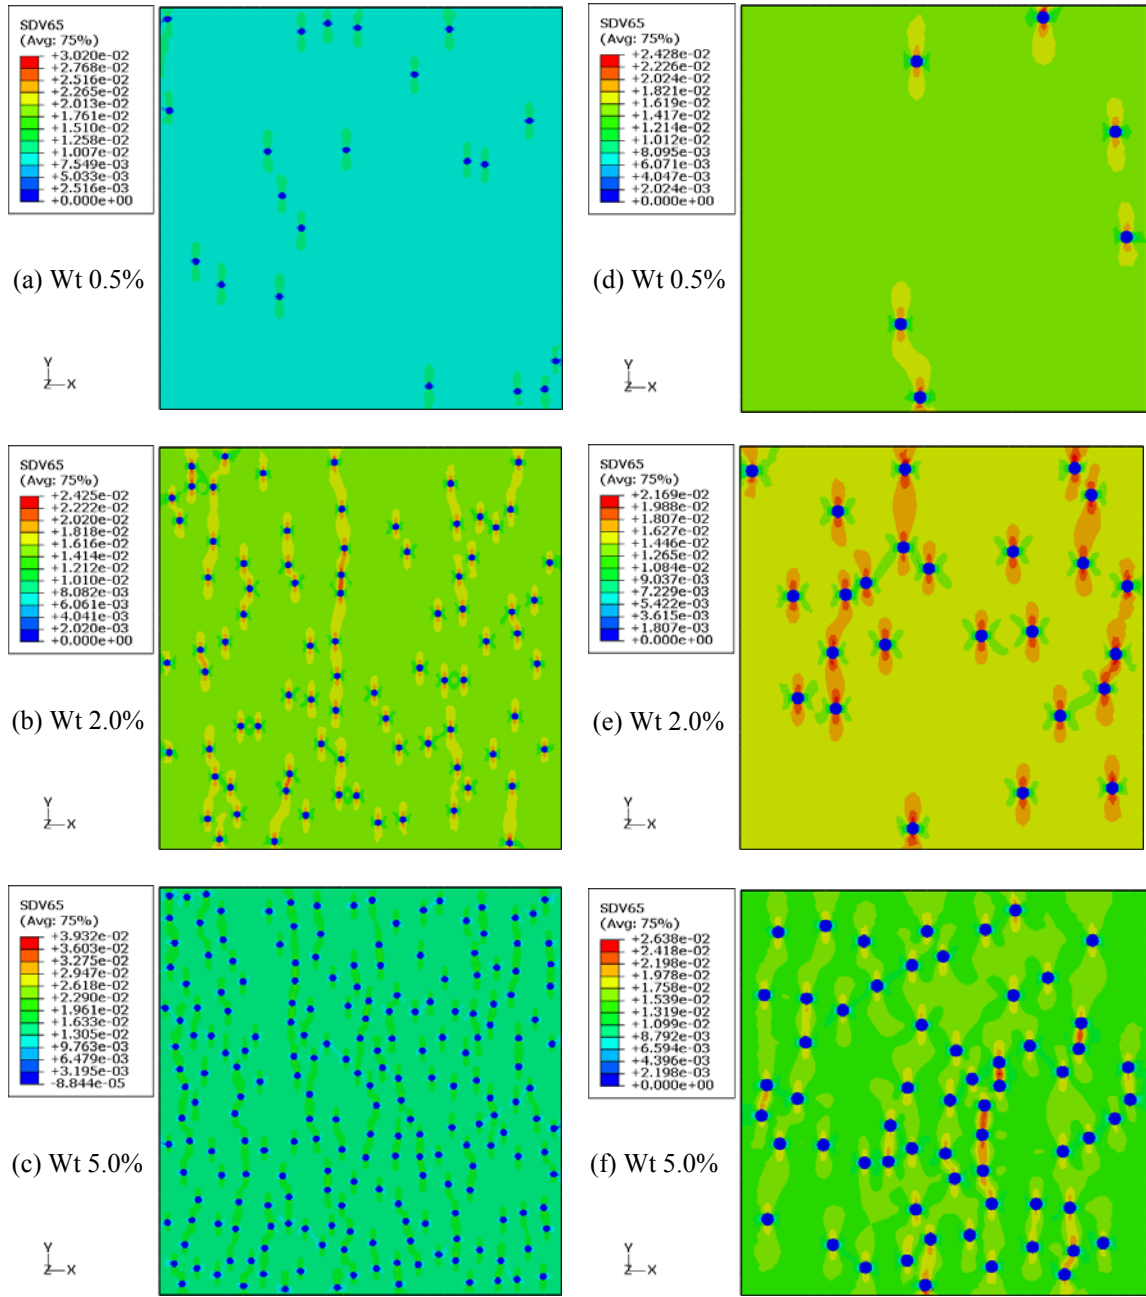 SDV65
(Avg: 75%)
+3.020e-02
+2.768e-02
+2.516e-02
+2.265e-02
+2.013e-02
+1.761e-02
+1.510e-02
+1.258e-02
+1.007e-02
+7.549e-03
+5.033e-03
+2.516e-03
+0.000e+00
(a) Wt 0.5%
Y
Z X
SDV65
(Avg: 75%)
+2.428e-02
+2.226e-02
+2.024e-02
+1.821e-02
+1.619e-02
+1.417e-02
+1.214e-02
+1.012e-02
+8.095e-03
+6.071e-03
+4.047e-03
+2.024e-03
+0.000e+00
(d) Wt 0.5%
Y
Z X
SDV65
(Avg: 75%)
+2.425e-02
+2.222e-02
+2.020e-02
+1.818e-02
+1.616e-02
+1.414e-02
+1.212e-02
+1.010e-02
+8.082e-03
+6.061e-03
+4.041e-03
+2.020e-03
+0.000e+00
(b) Wt 2.0%
Y
Z X
SDV65
(Avg: 75%)
+2.169e-02
+1.988e-02
+1.807e-02
+1.627e-02
+1.446e-02
+1.265e-02
+1.084e-02
+9.037e-03
+7.229e-03
+5.422e-03
+3.615e-03
+1.807e-03
+0.000e+00
(e) Wt 2.0%
Y
Z X
SDV65
(Avg: 75%)
+3.932e-02
+3.603e-02
+3.275e-02
+2.947e-02
+2.618e-02
+2.290e-02
+1.961e-02
+1.633e-02
+1.305e-02
+9.763e-03
+6.479e-03
+3.195e-03
-8.844e-05
(c) Wt 5.0%
Y
Z X
SDV65
(Avg: 75%)
+2.638e-02
+2.418e-02
+2.198e-02
+1.978e-02
+1.758e-02
+1.539e-02
+1.319e-02
+1.099e-02
+8.792e-03
+6.594e-03
+4.396e-03
+2.198e-03
+0.000e+00
(f) Wt 5.0%
Y
Z X